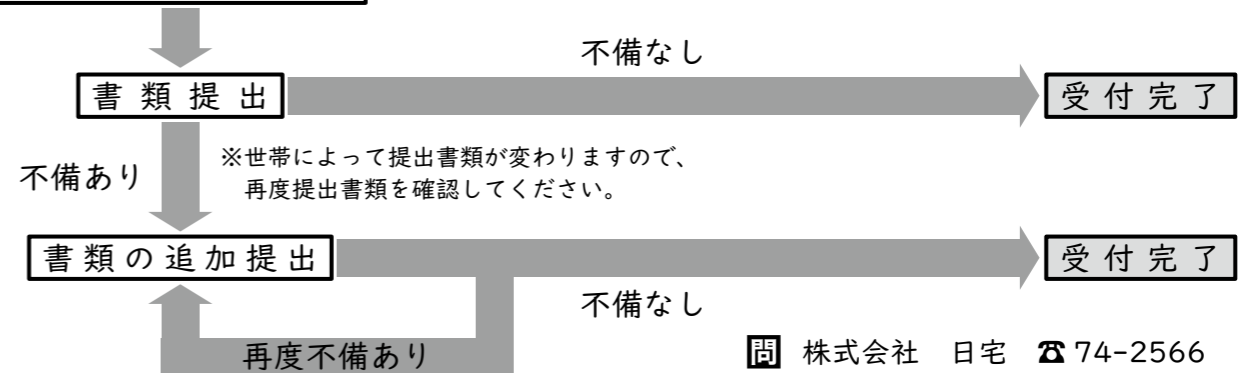 不備なし
書類提出
受付完了
不備あり
※世帯によって提出書類が変わりますので、
再度提出書類を確認してください。
書類の追加提出
受付完了
不備なし
再度不備あり
問 株式会社 日宅 ☎74-2566